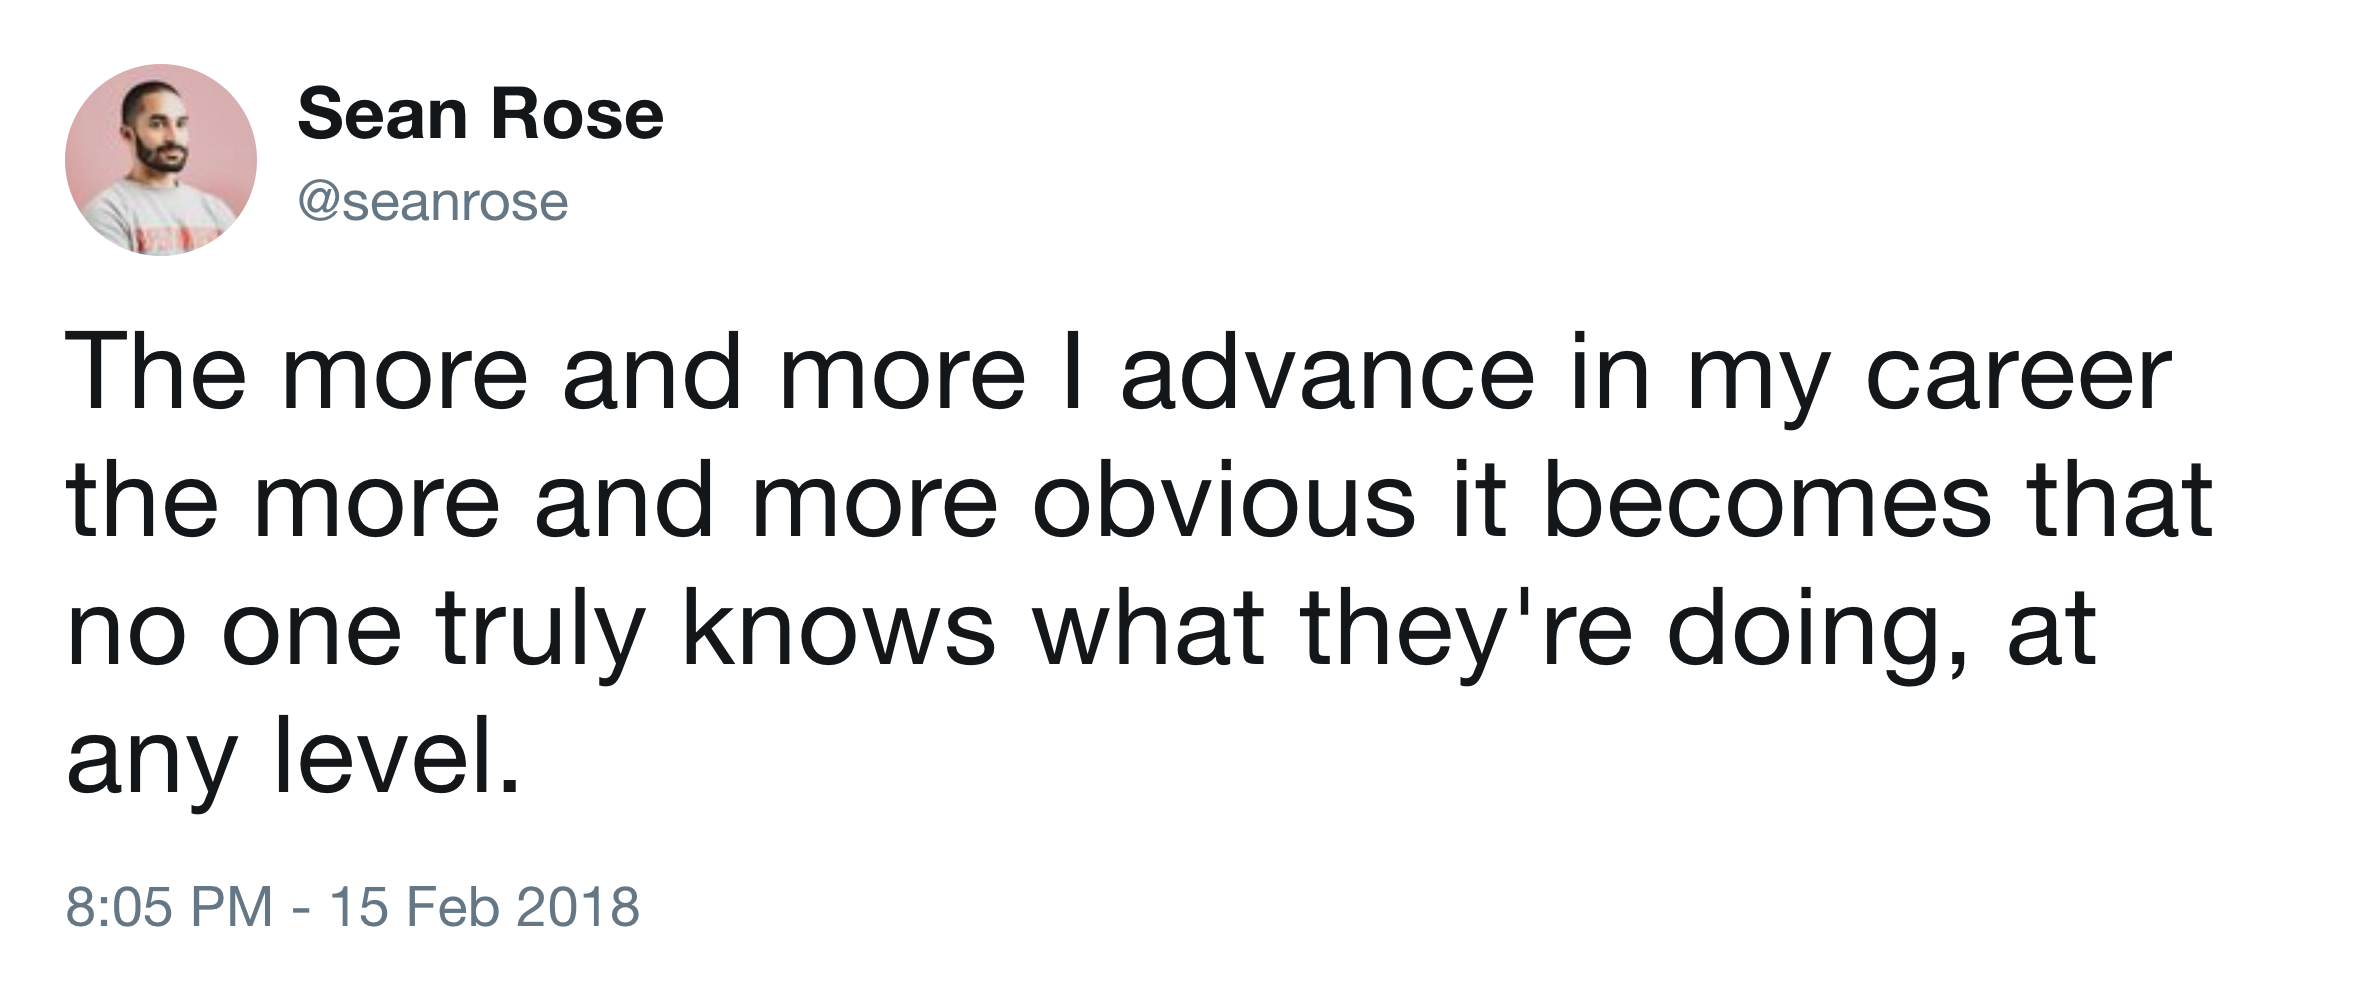 Sean Rose
@seanrose
The more and more I advance in my career
the more and more obvious it becomes that
no one truly knows what they're doing, at
any level.
8:05 PM - 15 Feb 2018